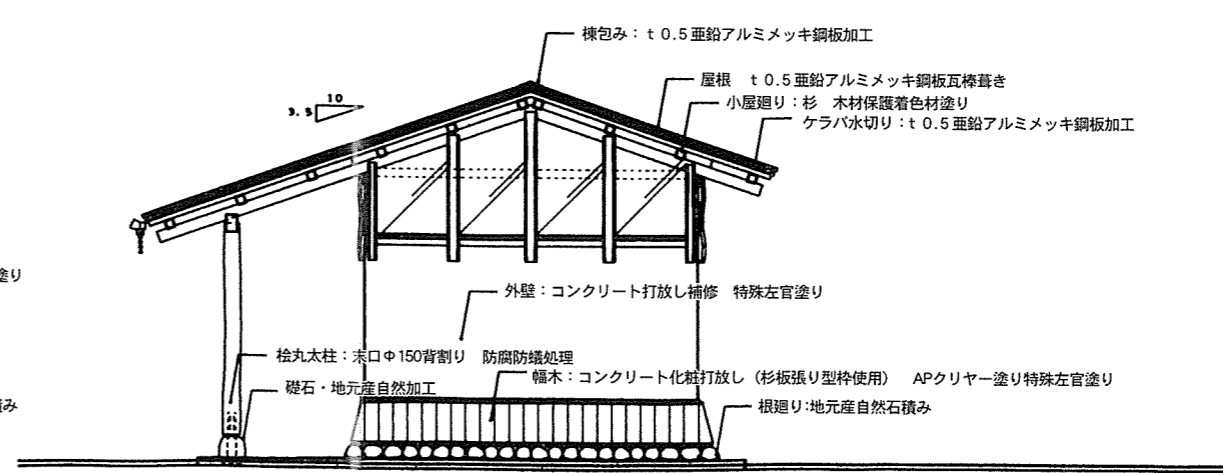 棟包み：ｔ０.５亜鉛アルミメッキ鋼板加工
屋根　ｔ０.５亜鉛アルミメッキ鋼板瓦棒葺き
10
3.5
小屋廻り：杉　木材保護着色材塗り
ケラバ水切り：ｔ０.５亜鉛アルミメッキ鋼板加工
塗り
外壁：コンクリート打放し補修　特殊左官塗り
桧丸太柱：末口Φ150背割り　防腐防蟻処理
幅木：コンクリート化粧打放し（杉板張り型枠使用）　APクリヤー塗り特殊左官塗り
礎石・地元産自然加工
積み
根廻り:地元産自然石積み